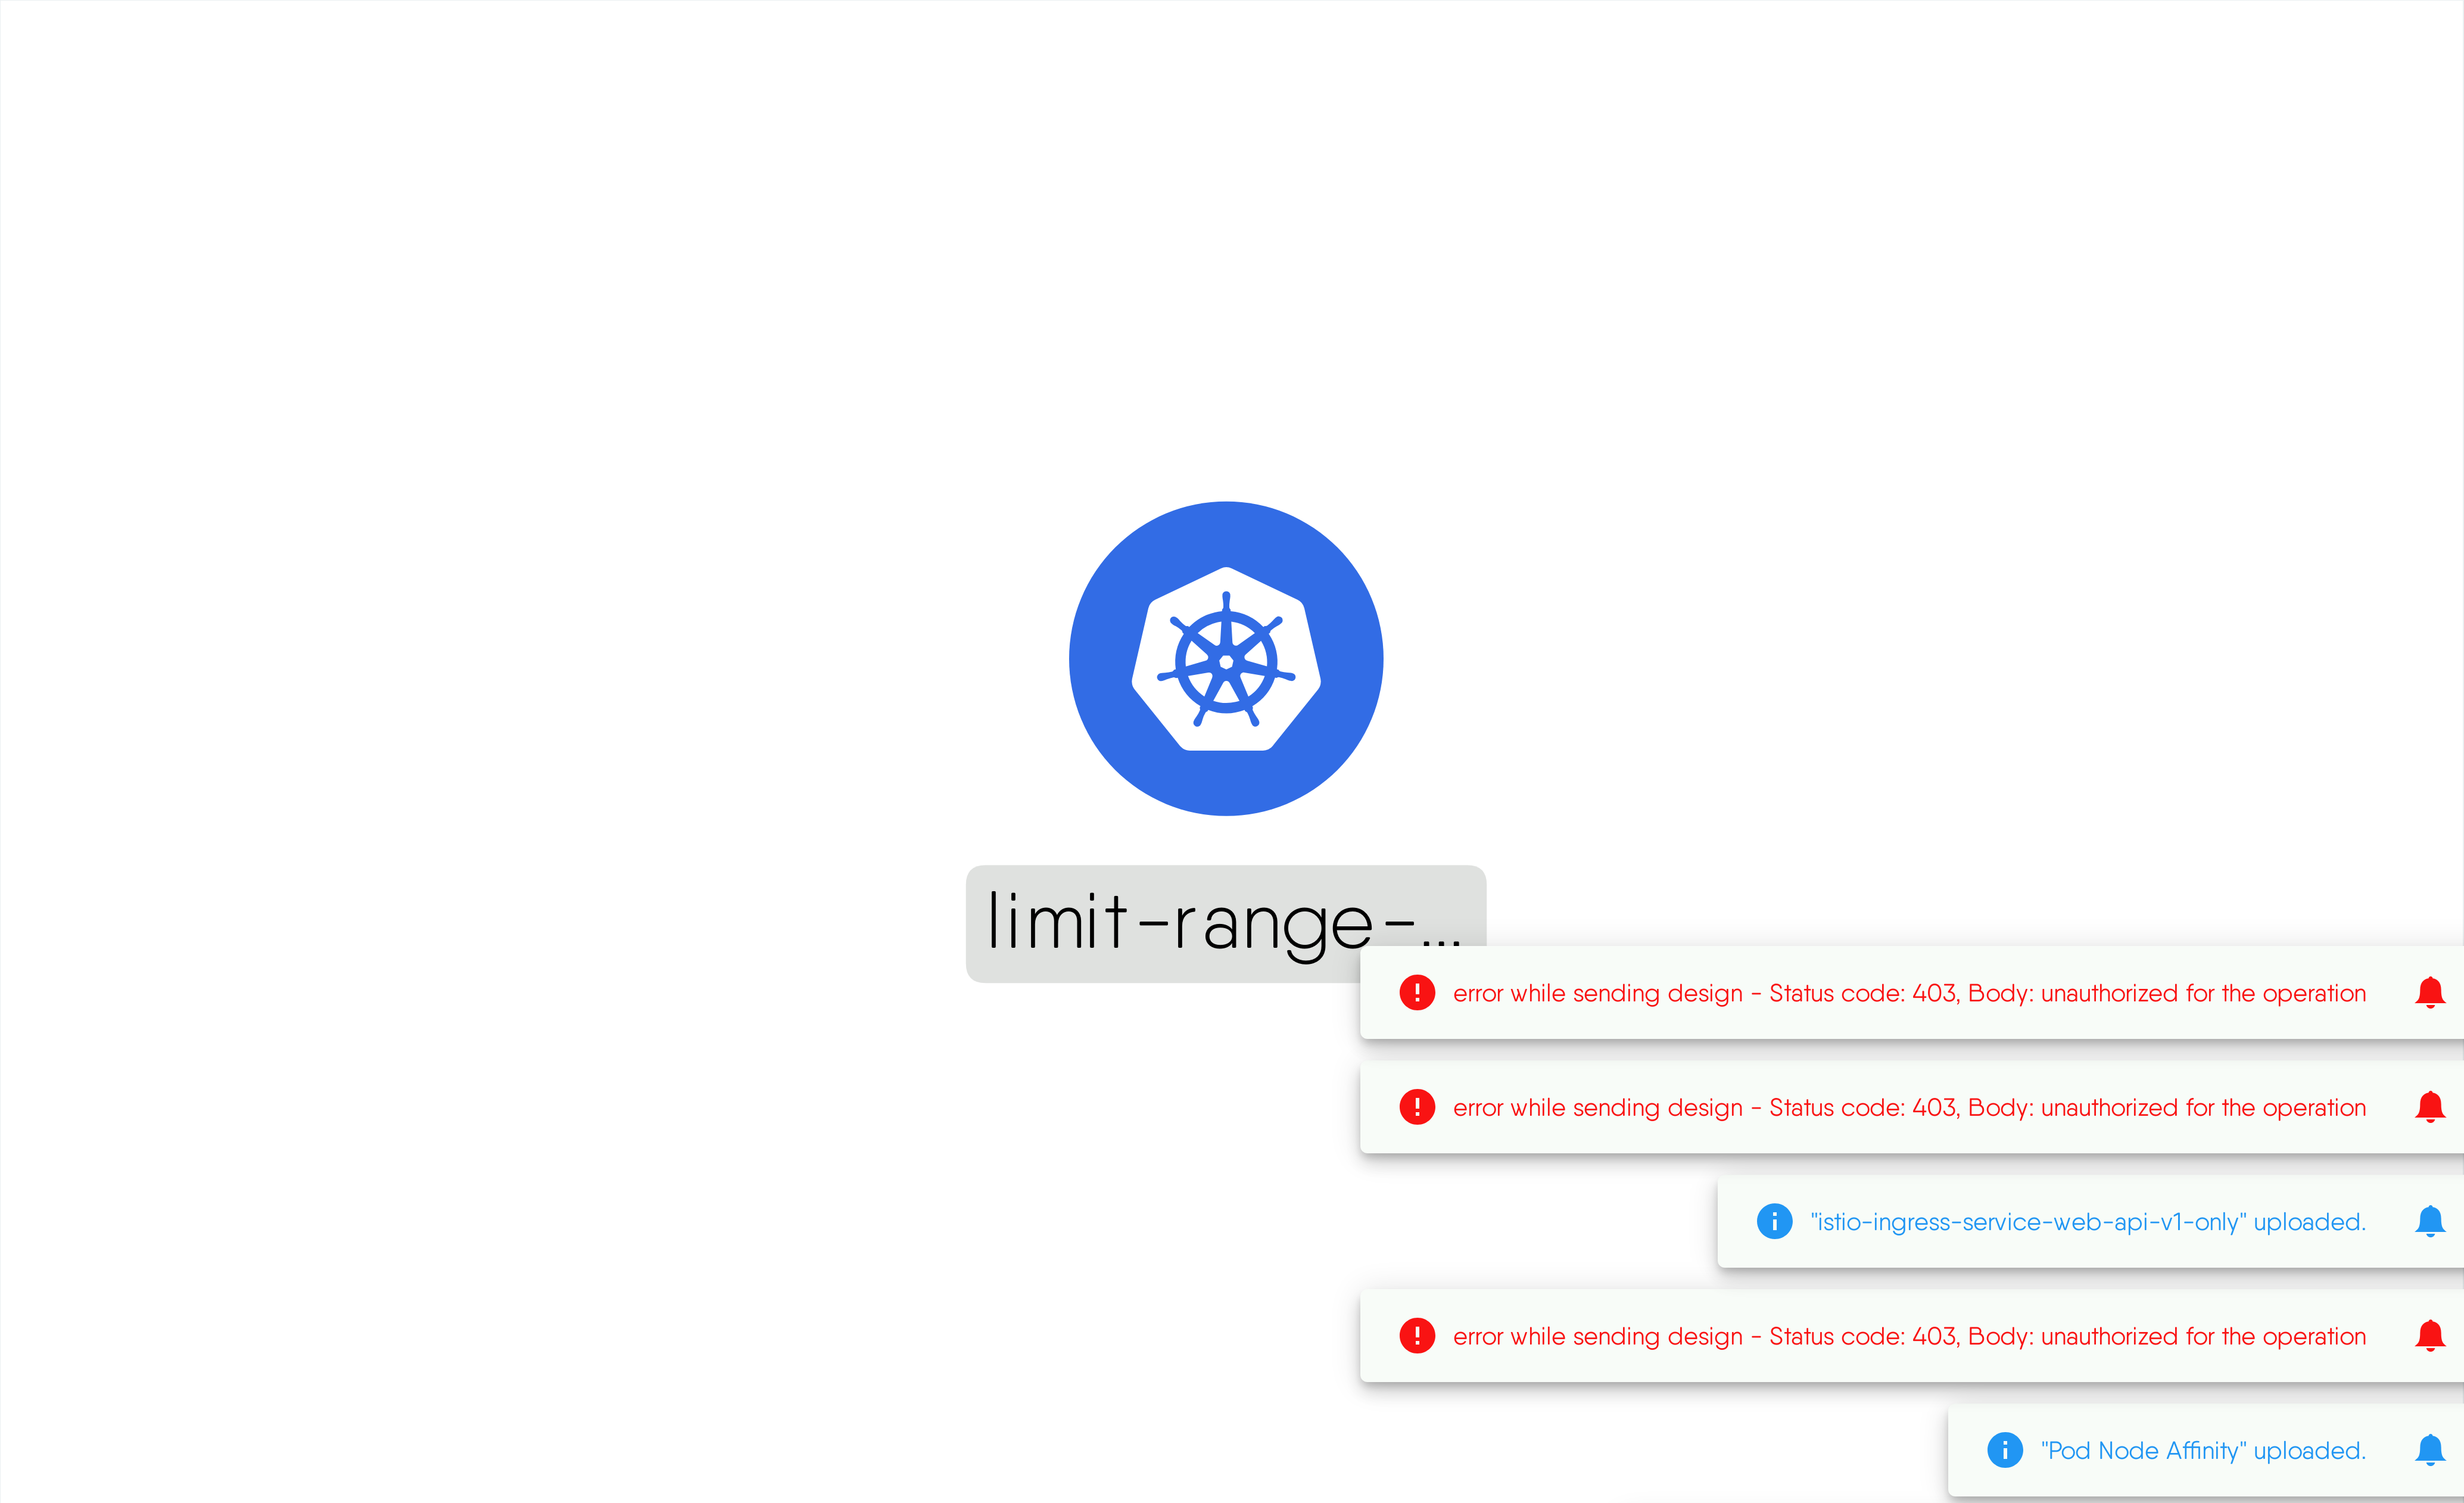 limit-range-...
error while sending design - Status code: 403, Body: unauthorized for the operation
error while sending design - Status code: 403, Body: unauthorized for the operation
"istio-ingress-service-web-api-v1-only" uploaded.
error while sending design - Status code: 403, Body: unauthorized for the operation
"Pod Node Affinity" uploaded.